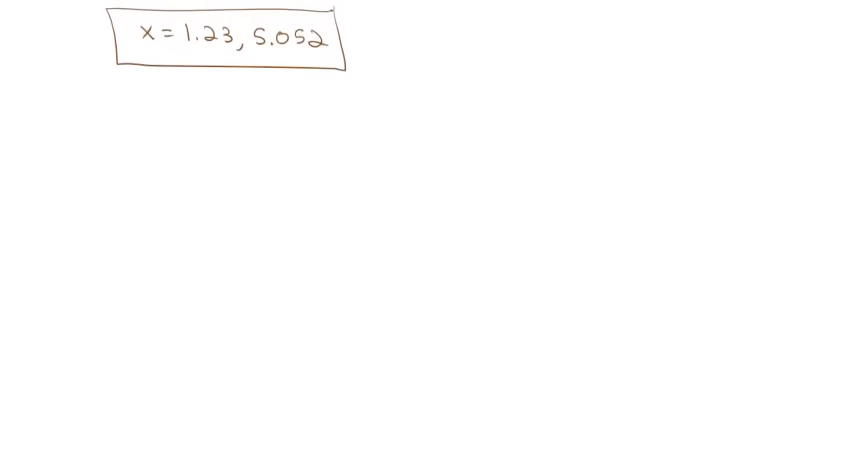 x = 1.23, 5.052